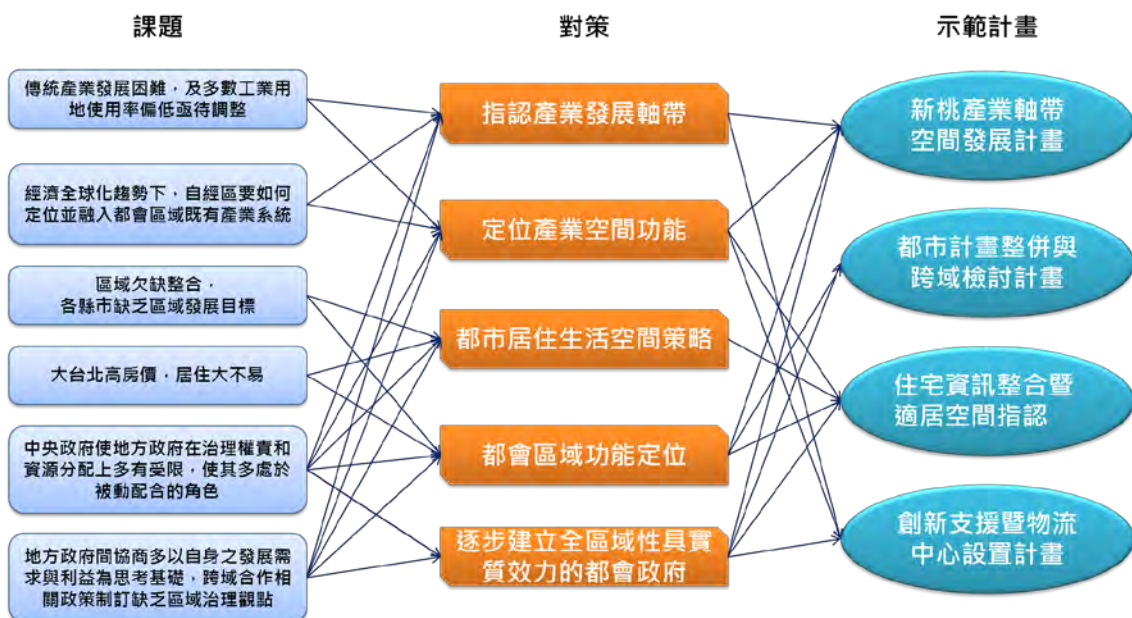 課題
對策
示範計畫
傳統產業發展困難，及多數工業用
地使用率偏低亟待調整
經濟全球化趨勢下，自經區要如何
定位並融入都會區域既有產業系統
區域欠缺整合，
各縣市缺乏區域發展目標
大台北高房價，居住大不易
中央政府使地方政府在治理權責和
資源分配上多有受限，使其多處於
被動配合的角色
地方政府間協商多以自身之發展需
求與利益為思考基礎，跨域合作相
關政策制訂缺乏區域治理觀點
指認產業發展軸帶
定位產業空間功能
都市居住生活空間策略
都會區域功能定位
逐步建立全區域性具實
質效力的都會政府
新桃產業軸帶
空間發展計畫
都市計畫整併與
跨域檢討計畫
住宅資訊整合暨
適居空間指認
創新支援暨物流
中心設置計畫